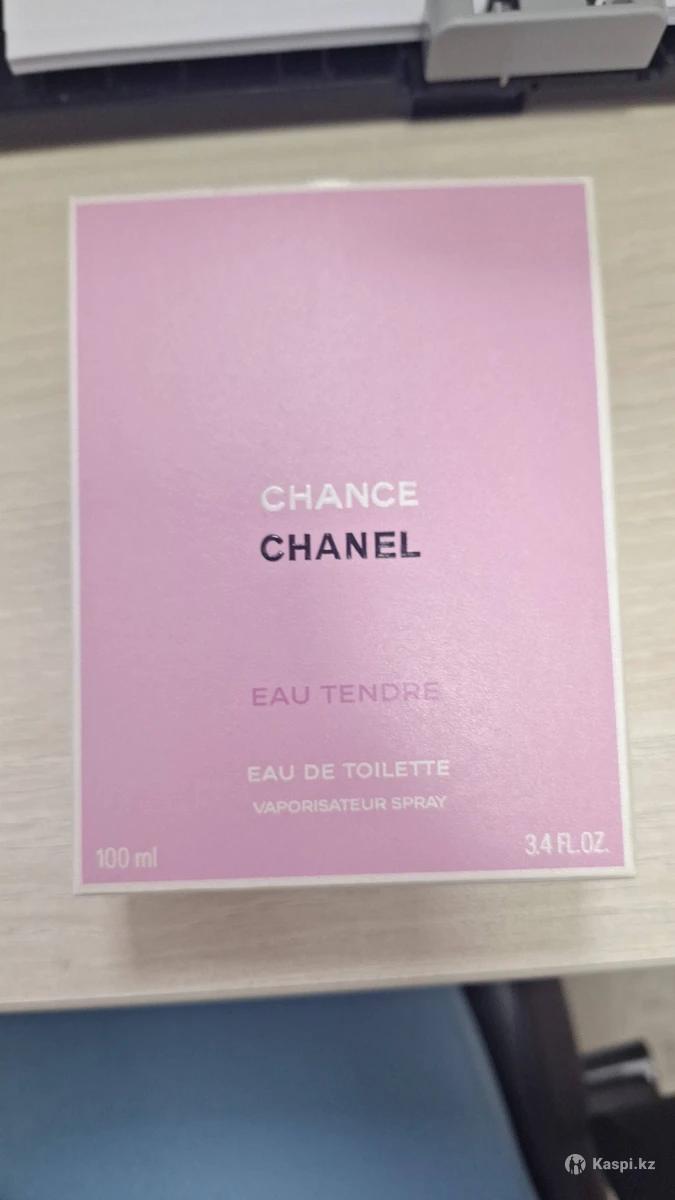 CHANCE
CHANEL
EAU TENDRE
EAU DE TOILETTE
VAPORISATEUR SPRAY
100 ml
3.4 FL.OZ.
Kaspi.kz